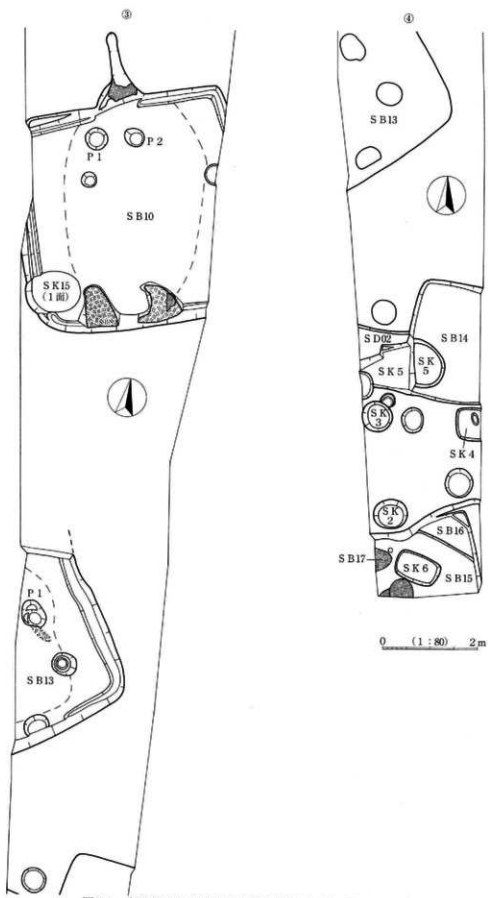 ③
P1
P2
SB10
SK15
(1面)
P1
SB13
④
SB13
SD02
SB14
SK5
SK
5
SK
3
SK4
SK
2
SB16
SB17
SK6
SB15
0 (1:80) 2m